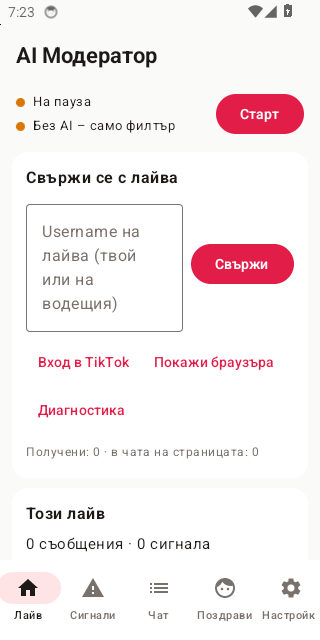 7:23
AI Модератор
На пауза
Без AI – само филтър
Старт
Свържи се с лайва
Username на
лайва (твой
или на
водещия)
Свържи
Вход в TikTok
Покажи браузъра
Диагностика
Получени: 0 · в чата на страницата: 0
Този лайв
0 съобщения · 0 сигнала
Лайв
Сигнали
Чат
Поздрави
Настройк